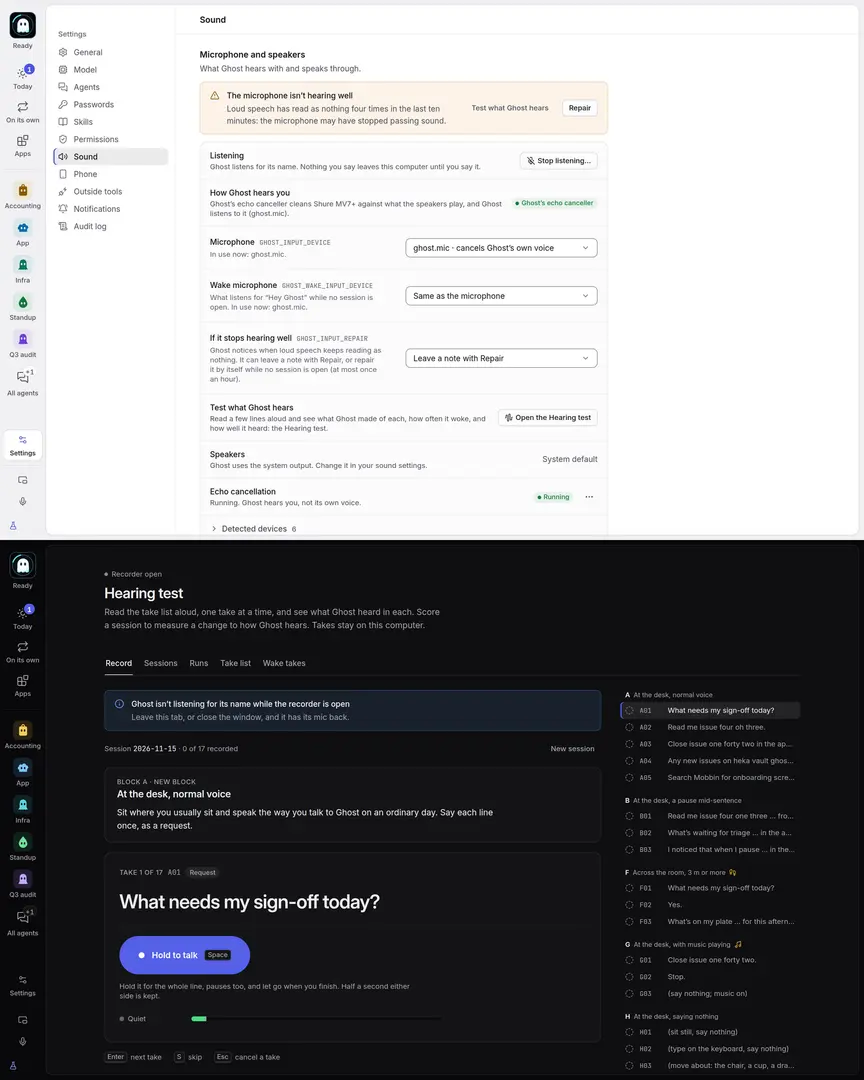 Ready
1
Today
On its own
Apps
Accounting
App
Infra
Standup
Q3 audit
+1
All agents
Settings
Settings
General
Model
Agents
Passwords
Skills
Permissions
Sound
Phone
Outside tools
Notifications
Audit log
Sound
Microphone and speakers
What Ghost hears with and speaks through.
The microphone isn't hearing well
Loud speech has read as nothing four times in the last ten
minutes: the microphone may have stopped passing sound.
Test what Ghost hears
Repair
Listening
Ghost listens for its name. Nothing you say leaves this computer until you say it.
Stop listening...
How Ghost hears you
Ghost's echo canceller cleans Shure MV7+ against what the speakers play, and Ghost
listens to it (ghost.mic).
Ghost's echo canceller
Microphone GHOST_INPUT_DEVICE
In use now: ghost.mic.
ghost.mic · cancels Ghost's own voice
Wake microphone GHOST_WAKE_INPUT_DEVICE
What listens for “Hey Ghost” while no session is
open. In use now: ghost.mic.
Same as the microphone
If it stops hearing well GHOST_INPUT_REPAIR
Ghost notices when loud speech keeps reading as
nothing. It can leave a note with Repair, or repair
it by itself while no session is open (at most once
an hour).
Leave a note with Repair
Test what Ghost hears
Read a few lines aloud and see what Ghost made of each, how often it woke, and
how well it heard: the Hearing test.
Open the Hearing test
Speakers
Ghost uses the system output. Change it in your sound settings.
System default
Echo cancellation
Running. Ghost hears you, not its own voice.
Running
Detected devices 6
Ready
1
Today
On its own
Apps
Accounting
App
Infra
Standup
Q3 audit
+1
All agents
Settings
Recorder open
Hearing test
Read the take list aloud, one take at a time, and see what Ghost heard in each. Score
a session to measure a change to how Ghost hears. Takes stay on this computer.
Record Sessions Runs Take list Wake takes
Ghost isn't listening for its name while the recorder is open
Leave this tab, or close the window, and it has its mic back.
Session 2026-11-15 · 0 of 17 recorded
New session
BLOCK A · NEW BLOCK
At the desk, normal voice
Sit where you usually sit and speak the way you talk to Ghost on an ordinary day. Say each line
once, as a request.
TAKE 1 OF 17 A01 Request
What needs my sign-off today?
Hold to talk Space
Hold it for the whole line, pauses too, and let go when you finish. Half a second either
side is kept.
Quiet
Enter next take S skip Esc cancel a take
A At the desk, normal voice
A01 What needs my sign-off today?
A02 Read me issue four oh three.
A03 Close issue one forty two in the ap...
A04 Any new issues on heka vault ghos...
A05 Search Mobbin for onboarding scre...
B At the desk, a pause mid-sentence
B01 Read me issue four one three ... fro...
B02 What's waiting for triage ... in the a...
B03 I noticed that when I pause ... in the...
F Across the room, 3 m or more
F01 What needs my sign-off today?
F02 Yes.
F03 What's on my plate ... for this aftern...
G At the desk, with music playing
G01 Close issue one forty two.
G02 Stop.
G03 (say nothing; music on)
H At the desk, saying nothing
H01 (sit still, say nothing)
H02 (type on the keyboard, say nothing)
H03 (move about: the chair, a cup, a dra...